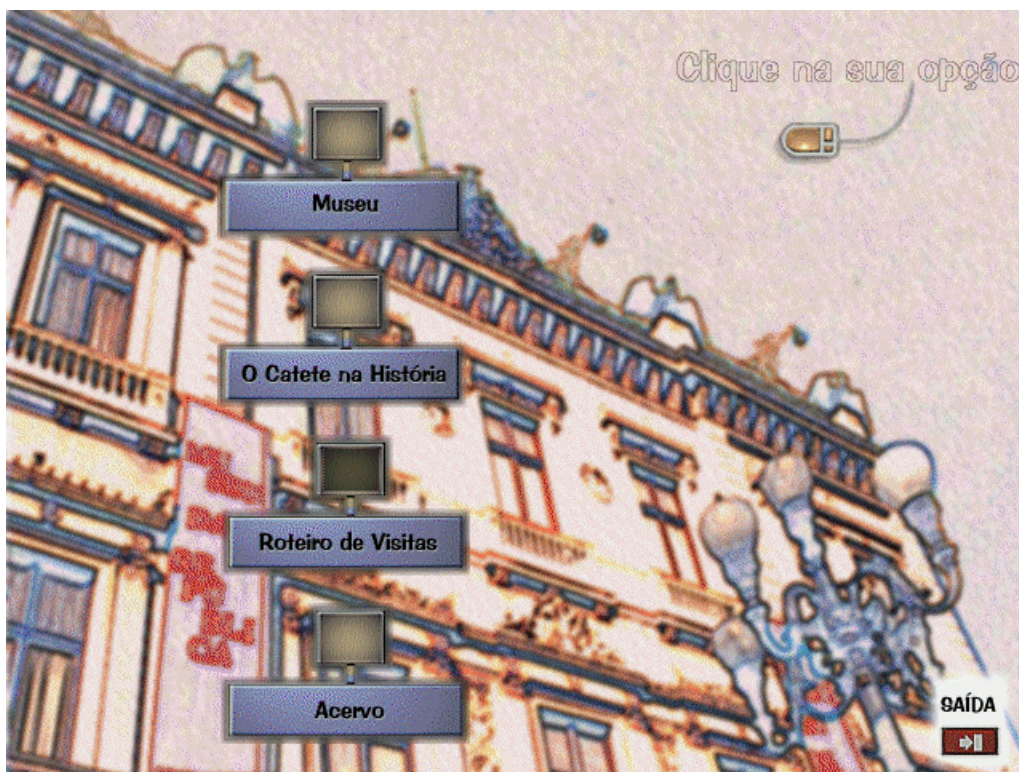 Clique na sua opção
Museu
O Catete na História
Roteiro de Visitas
Acervo
SAÍDA